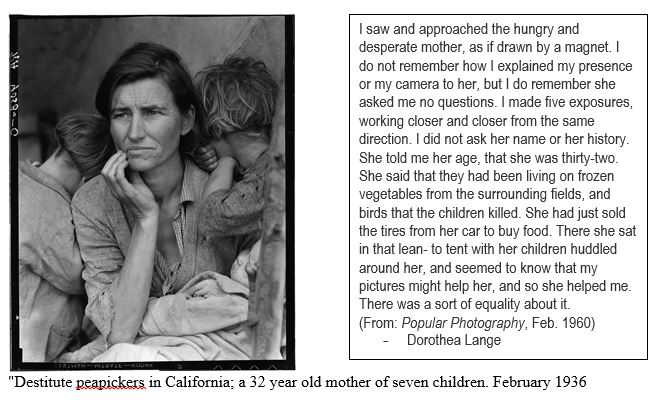 I saw and approached the hungry and
desperate mother, as if drawn by a magnet. I
do not remember how I explained my presence
or my camera to her, but I do remember she
asked me no questions. I made five exposures,
working closer and closer from the same
direction. I did not ask her name or her history.
She told me her age, that she was thirty-two.
She said that they had been living on frozen
vegetables from the surrounding fields, and
birds that the children killed. She had just sold
the tires from her car to buy food. There she sat
in that lean- to tent with her children huddled
around her, and seemed to know that my
pictures might help her, and so she helped me.
There was a sort of equality about it.
(From: Popular Photography, Feb. 1960)
- Dorothea Lange
"Destitute peapickers in California; a 32 year old mother of seven children. February 1936